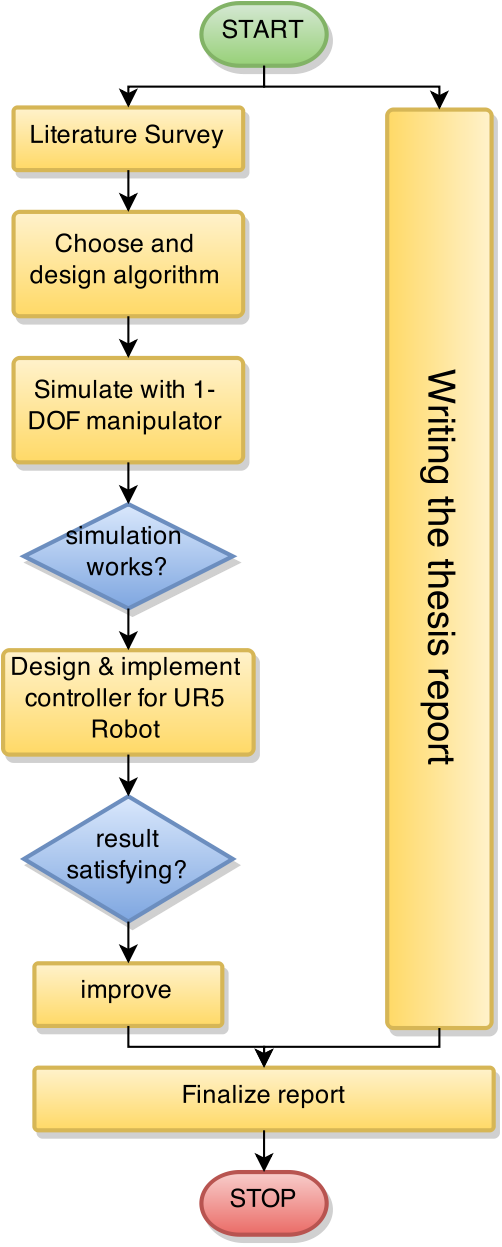 START
Literature Survey
Choose and
design algorithm
Simulate with 1-
DOF manipulator
simulation
works?
Design & implement
controller for UR5
Robot
result
satisfying?
improve
Writing the thesis report
Finalize report
STOP